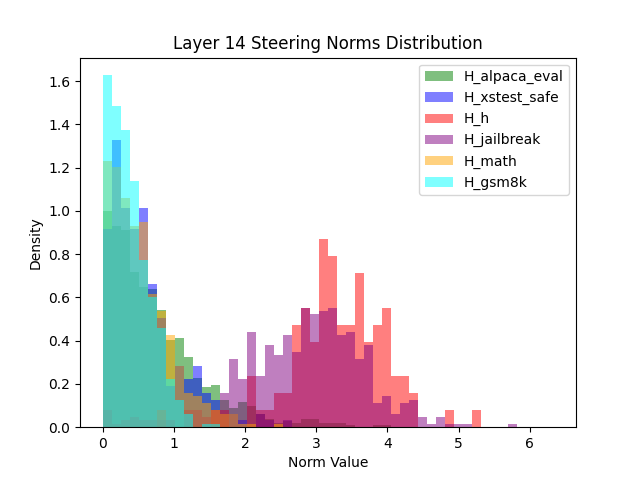 Layer 14 Steering Norms Distribution
H_alpaca_eval
H_xstest_safe
H_h
H_jailbreak
H_math
H_gsm8k
Density
1.6
1.4
1.2
1.0
0.8
0.6
0.4
0.2
0.0
0 1 2 3 4 5 6
Norm Value